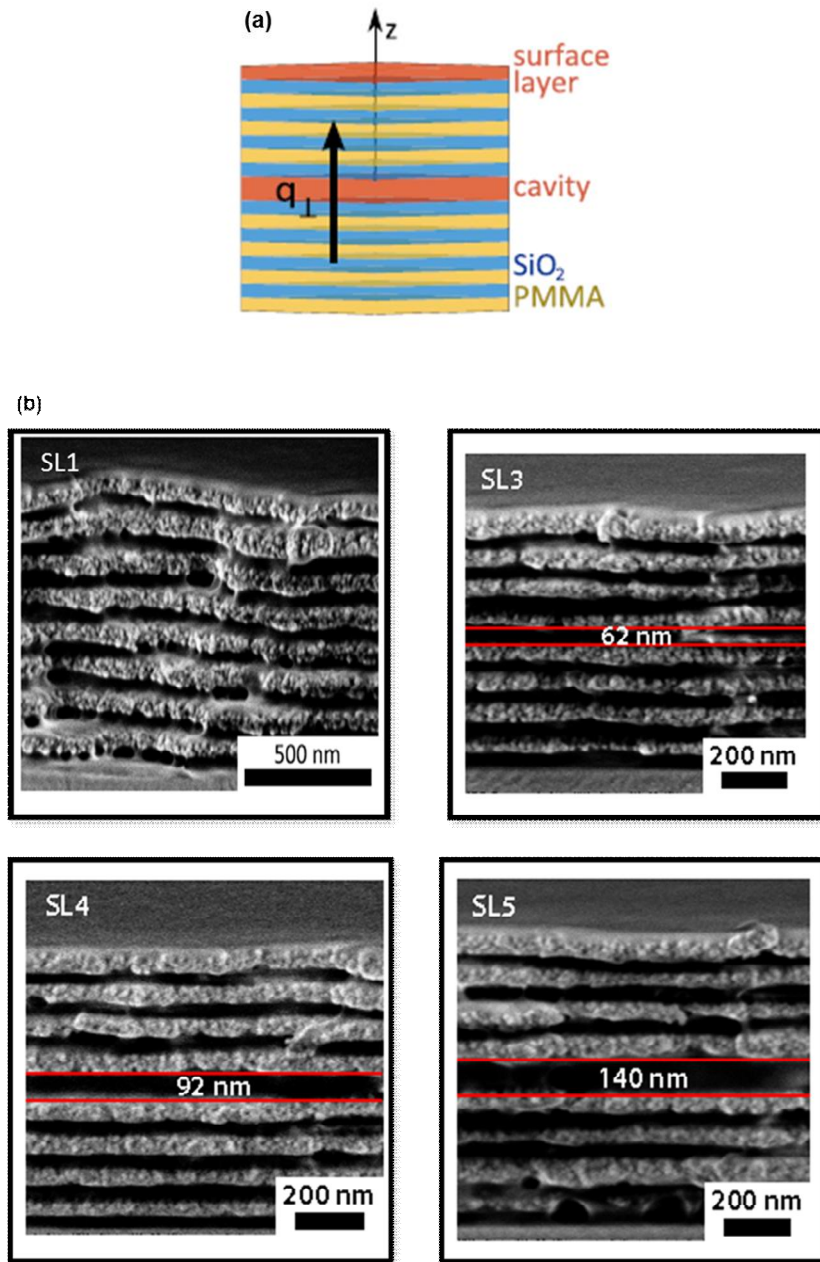 (a)
z
surface
layer
q⊥
cavity
SiO₂
PMMA
(b)
SL1
500 nm
SL3
62 nm
200 nm
SL4
92 nm
200 nm
SL5
140 nm
200 nm